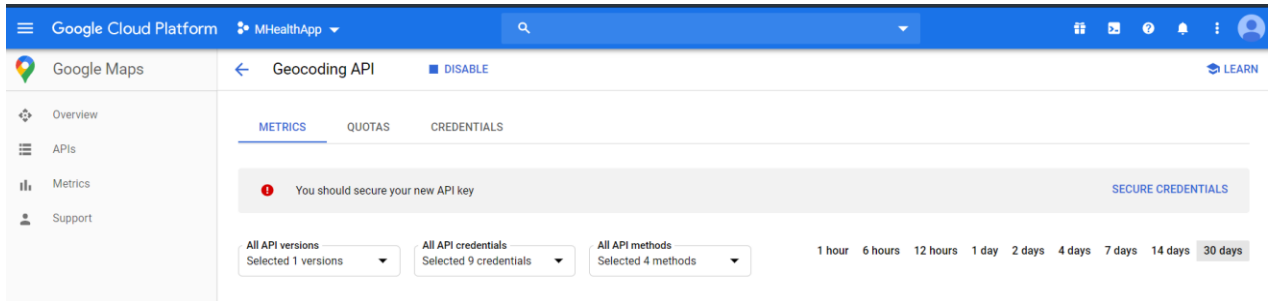 Google Cloud Platform MHealthApp
Google Maps Geocoding API DISABLE LEARN
Overview
METRICS QUOTAS CREDENTIALS
APIs
Metrics
You should secure your new API key SECURE CREDENTIALS
Support
All API versions All API credentials All API methods
Selected 1 versions Selected 9 credentials Selected 4 methods 1 hour 6 hours 12 hours 1 day 2 days 4 days 7 days 14 days 30 days